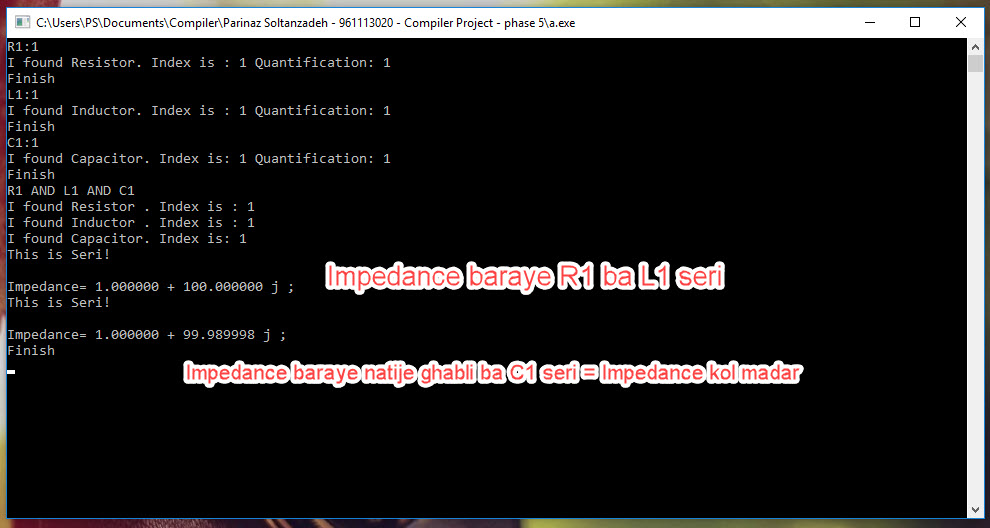 C:\Users\PS\Documents\Compiler\Parinaz Soltanzadeh - 961113020 - Compiler Project - phase 5\a.exe
R1:1
I found Resistor. Index is : 1 Quantification: 1
Finish
L1:1
I found Inductor. Index is : 1 Quantification: 1
Finish
C1:1
I found Capacitor. Index is: 1 Quantification: 1
Finish
R1 AND L1 AND C1
I found Resistor . Index is : 1
I found Inductor . Index is : 1
I found Capacitor. Index is: 1
This is Seri!
Impedance baraye R1 ba L1 seri
Impedance= 1.000000 + 100.000000 j ;
This is Seri!
Impedance= 1.000000 + 99.989998 j ;
Finish
Impedance baraye natije ghabli ba C1 seri = Impedance kol madar